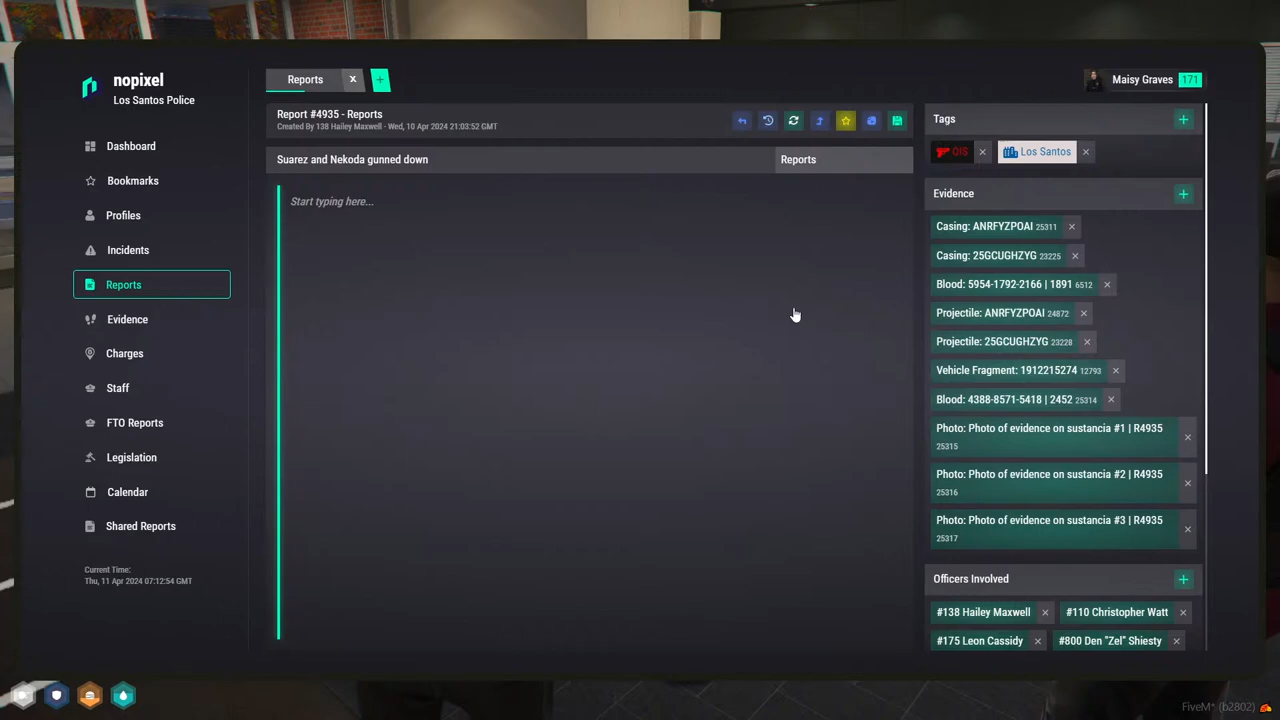 nopixel
Los Santos Police
Dashboard
Bookmarks
Profiles
Incidents
Reports
Evidence
Charges
Staff
FTO Reports
Legislation
Calendar
Shared Reports
Current Time:
Thu, 11 Apr 2024 07:12:54 GMT
Reports x +
Maisy Graves 171
Report #4935 - Reports
Created By 138 Hailey Maxwell - Wed, 10 Apr 2024 21:03:52 GMT
Suarez and Nekoda gunned down
Reports
Start typing here...
Tags
OIS
Los Santos
Evidence
Casing: ANRFYZPOAI 25311
Casing: 25GCUGHZYG 23225
Blood: 5954-1792-2166 | 1891 6512
Projectile: ANRFYZPOAI 24872
Projectile: 25GCUGHZYG 23228
Vehicle Fragment: 1912215274 12793
Blood: 4388-8571-5418 | 2452 25314
Photo: Photo of evidence on sustancia #1 | R4935
25315
Photo: Photo of evidence on sustancia #2 | R4935
25316
Photo: Photo of evidence on sustancia #3 | R4935
25317
Officers Involved
#138 Hailey Maxwell
#110 Christopher Watt
#175 Leon Cassidy
#800 Den "Zel" Shiesty
FiveM* (b2802)